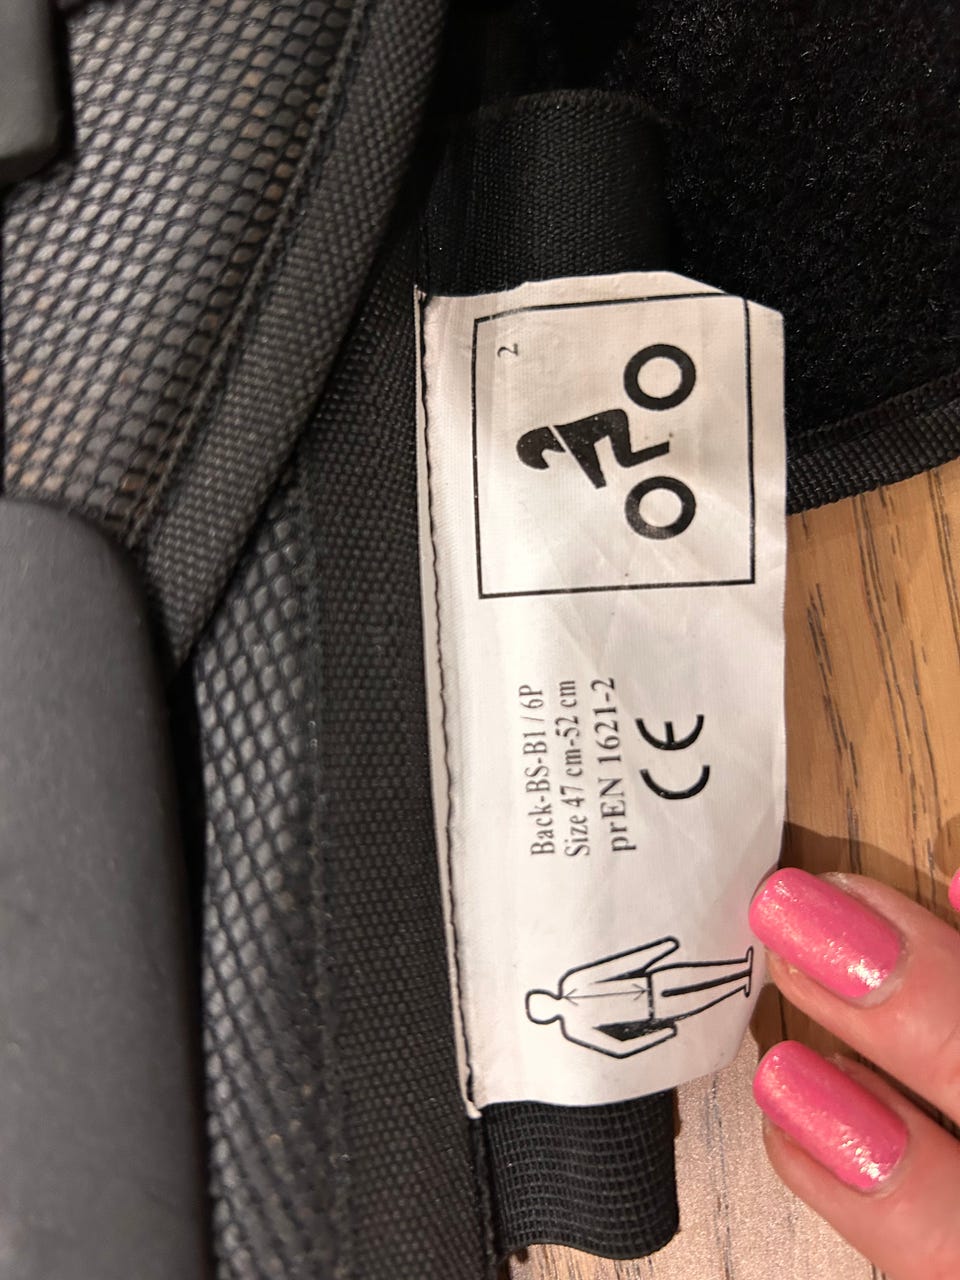 2
Back-BS-B1 / 6P
Size 47 cm-52 cm
prEN 1621-2
CE